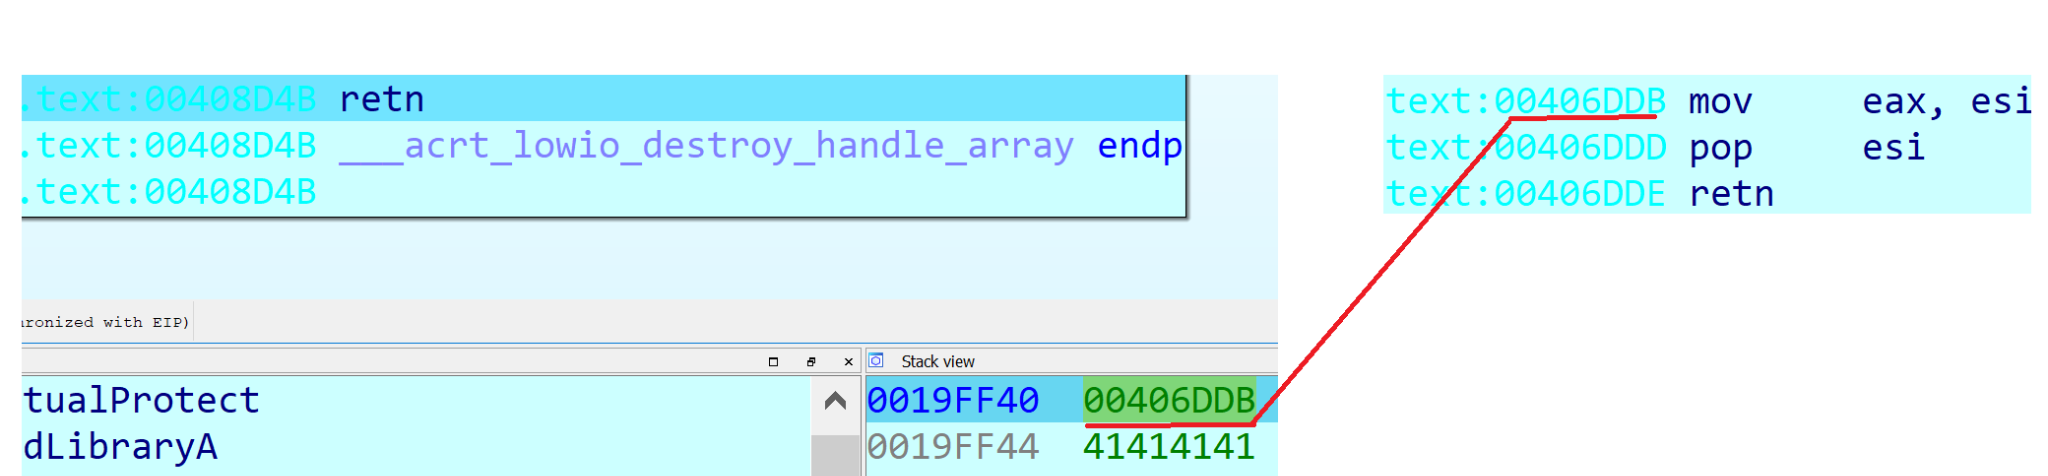 .text:00408D4B retn
.text:00408D4B ___acrt_lowio_destroy_handle_array endp
.text:00408D4B
text:00406DDB mov eax, esi
text:00406DDD pop esi
text:00406DDE retn
ronized with EIP)
Stack view
tualProtect
dLibraryA
0019FF40 00406DDB
0019FF44 41414141